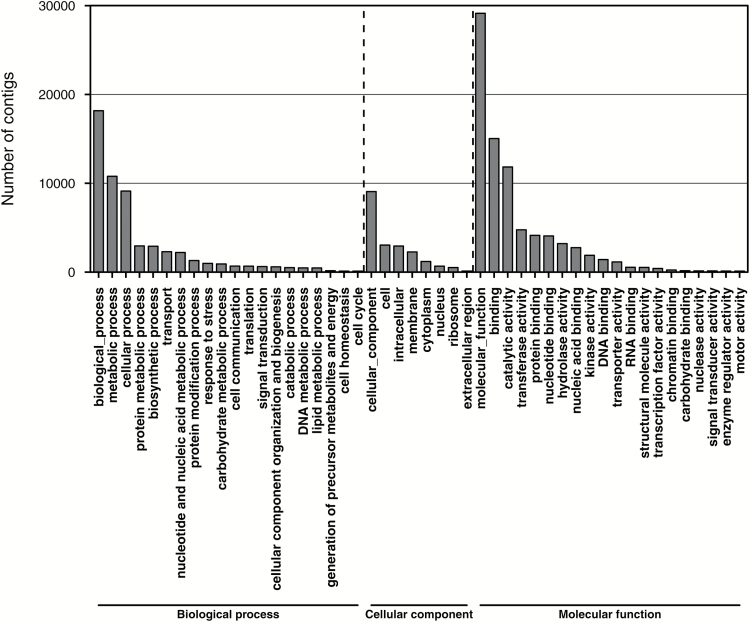 Number of contigs
30000
20000
10000
0
biological_process
metabolic process
cellular process
protein metabolic process
biosynthetic process
transport
nucleotide and nucleic acid metabolic process
protein modification process
response to stress
carbohydrate metabolic process
cell communication
translation
signal transduction
cellular component organization and biogenesis
catabolic process
DNA metabolic process
lipid metabolic process
generation of precursor metabolites and energy
cell homeostasis
cell cycle
cellular_component
cell
intracellular
membrane
cytoplasm
nucleus
ribosome
extracellular region
molecular_function
binding
catalytic activity
transferase activity
protein binding
nucleotide binding
hydrolase activity
nucleic acid binding
kinase activity
DNA binding
transporter activity
RNA binding
structural molecule activity
transcription factor activity
chromatin binding
carbohydrate binding
nuclease activity
signal transducer activity
enzyme regulator activity
motor activity
Biological process
Cellular component
Molecular function